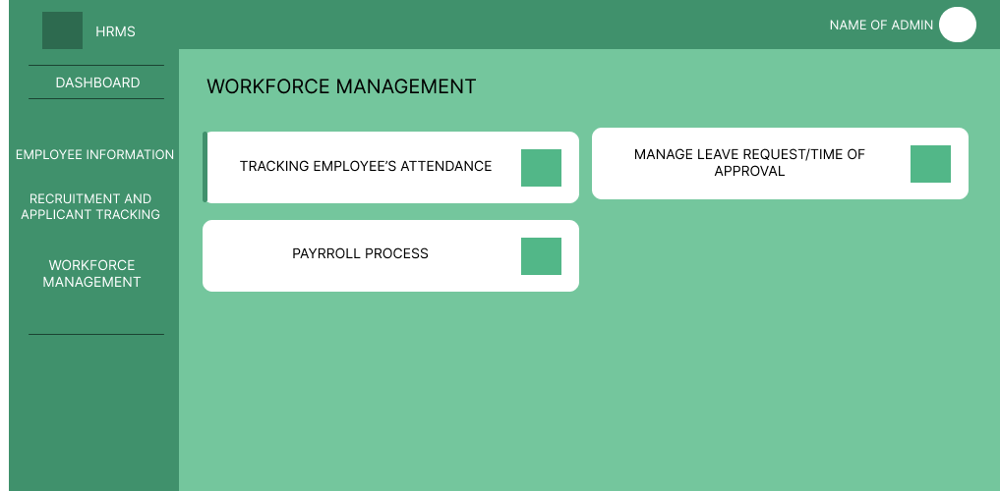 HRMS
NAME OF ADMIN
DASHBOARD
EMPLOYEE INFORMATION
RECRUITMENT AND
APPLICANT TRACKING
WORKFORCE
MANAGEMENT
WORKFORCE MANAGEMENT
TRACKING EMPLOYEE’S ATTENDANCE
MANAGE LEAVE REQUEST/TIME OF
APPROVAL
PAYRROLL PROCESS